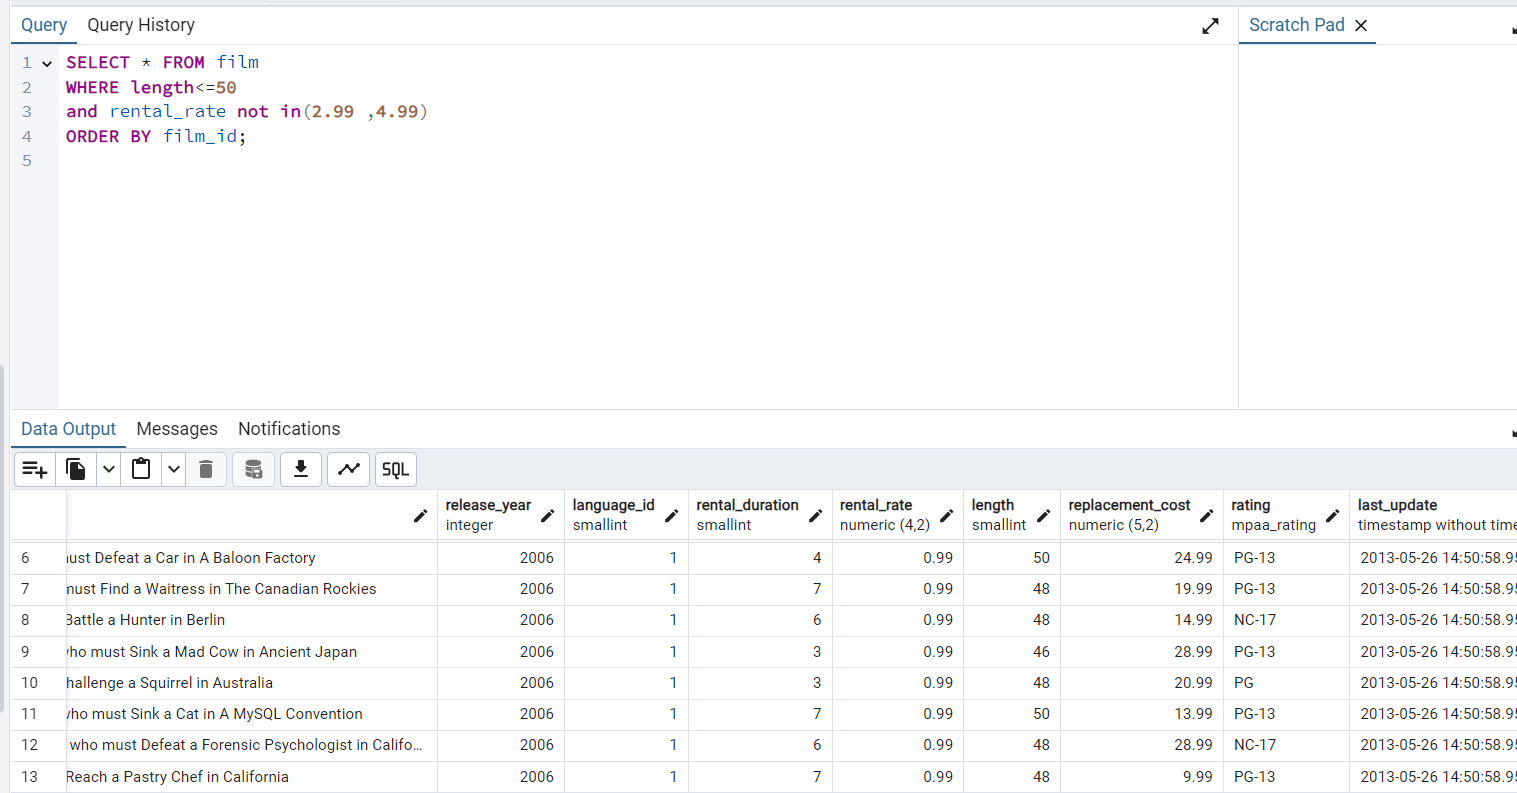 Query Query History Scratch Pad
1 SELECT * FROM film
2 WHERE length<=50
3 and rental_rate not in(2.99 ,4.99)
4 ORDER BY film_id;
5
Data Output Messages Notifications
SQL
release_year language_id rental_duration rental_rate length replacement_cost rating last_update
integer smallint smallint numeric (4,2) smallint numeric (5,2) mpaa_rating timestamp without time
6 must Defeat a Car in A Baloon Factory 2006 1 4 0.99 50 24.99 PG-13 2013-05-26 14:50:58.95
7 must Find a Waitress in The Canadian Rockies 2006 1 7 0.99 48 19.99 PG-13 2013-05-26 14:50:58.95
8 Battle a Hunter in Berlin 2006 1 6 0.99 48 14.99 NC-17 2013-05-26 14:50:58.95
9 who must Sink a Mad Cow in Ancient Japan 2006 1 3 0.99 46 28.99 PG-13 2013-05-26 14:50:58.95
10 hallenge a Squirrel in Australia 2006 1 3 0.99 48 20.99 PG 2013-05-26 14:50:58.95
11 who must Sink a Cat in A MySQL Convention 2006 1 7 0.99 50 13.99 PG-13 2013-05-26 14:50:58.95
12 who must Defeat a Forensic Psychologist in Califo... 2006 1 6 0.99 48 28.99 NC-17 2013-05-26 14:50:58.95
13 Reach a Pastry Chef in California 2006 1 7 0.99 48 9.99 PG-13 2013-05-26 14:50:58.95